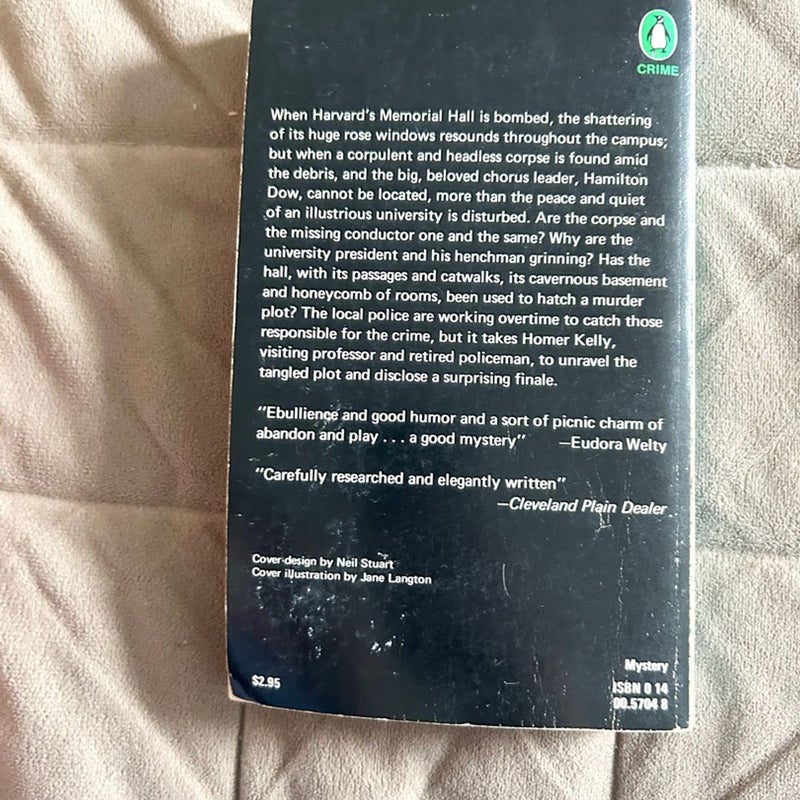 CRIME
When Harvard's Memorial Hall is bombed, the shattering
of its huge rose windows resounds throughout the campus;
but when a corpulent and headless corpse is found amid
the debris, and the big, beloved chorus leader, Hamilton
Dow, cannot be located, more than the peace and quiet
of an illustrious university is disturbed. Are the corpse and
the missing conductor one and the same? Why are the
university president and his henchman grinning? Has the
hall, with its passages and catwalks, its cavernous basement
and honeycomb of rooms, been used to hatch a murder
plot? The local police are working overtime to catch those
responsible for the crime, but it takes Homer Kelly,
visiting professor and retired policeman, to unravel the
tangled plot and disclose a surprising finale.
"Ebullience and good humor and a sort of picnic charm of
abandon and play . . . a good mystery" —Eudora Welty
"Carefully researched and elegantly written"
—Cleveland Plain Dealer
Cover design by Neil Stuart
Cover illustration by Jane Langton
Mystery
$2.95
ISBN 0 14
00.5704 8